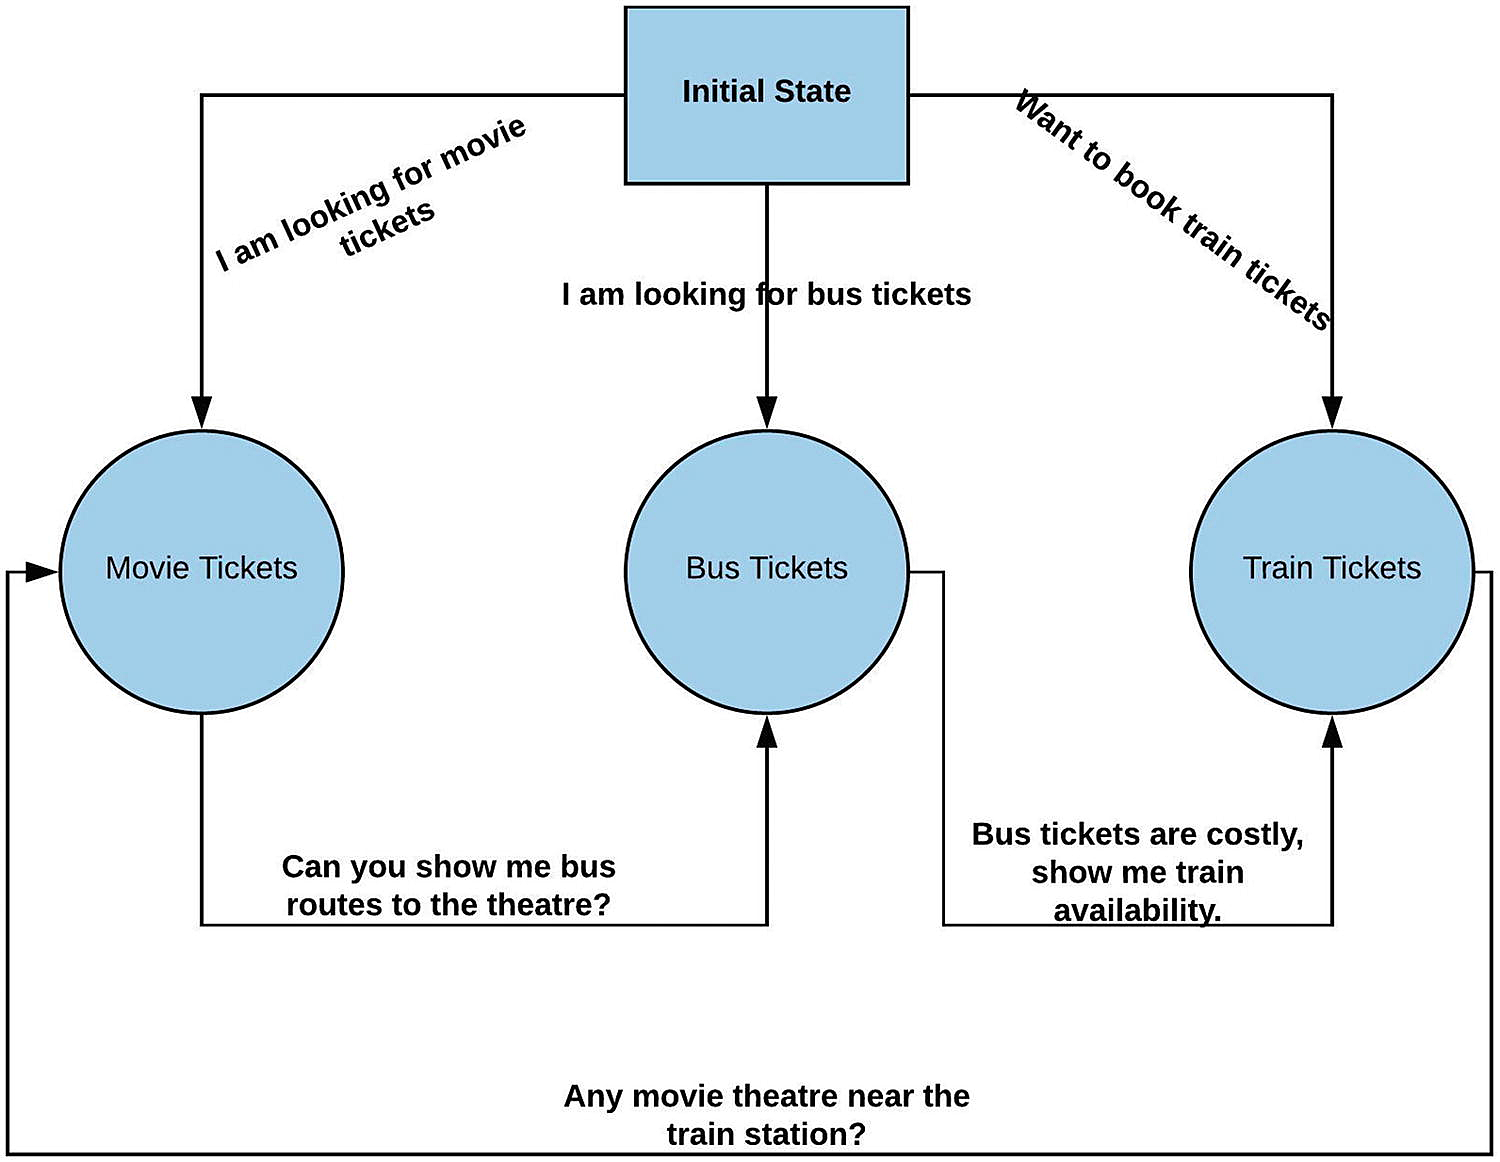 Initial State
I am looking for movie
tickets
I am looking for bus tickets
Want to book train tickets
Movie Tickets
Bus Tickets
Train Tickets
Can you show me bus
routes to the theatre?
Bus tickets are costly,
show me train
availability.
Any movie theatre near the
train station?